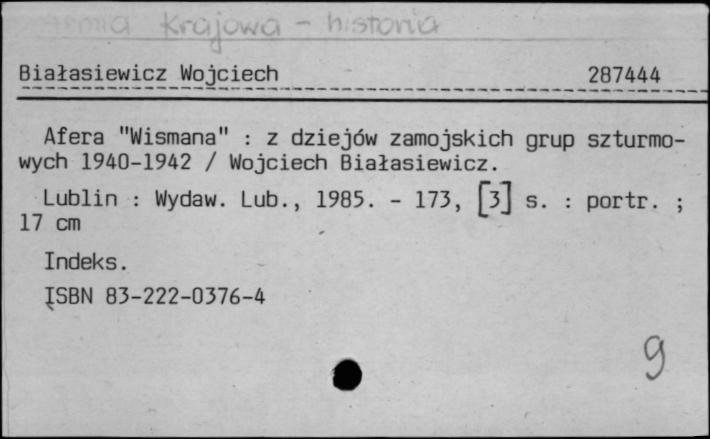 Krajowa - historia
Białasiewicz Wojciech 287444
Afera "Wismana" : z dziejów zamojskich grup szturmo-
wych 1940-1942 / Wojciech Białasiewicz.
Lublin : Wydaw. Lub., 1985. - 173, [3] s. : portr. ;
17 cm
Indeks.
ISBN 83-222-0376-4
9